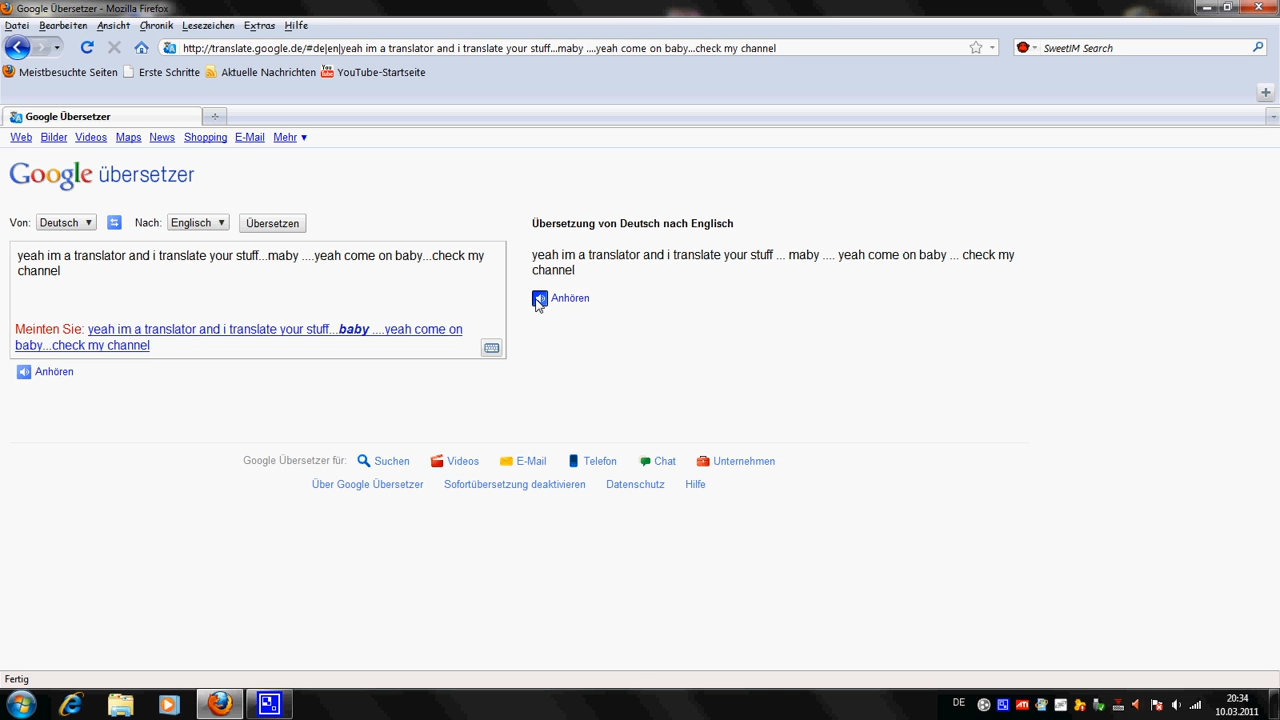 Google Übersetzer - Mozilla Firefox
Datei Bearbeiten Ansicht Chronik Lesezeichen Extras Hilfe
http://translate.google.de/#de|en|yeah im a translator and i translate your stuff...maby ....yeah come on baby...check my channel
SweetIM Search
Meistbesuchte Seiten Erste Schritte Aktuelle Nachrichten You Tube YouTube-Startseite
Google Übersetzer
Web Bilder Videos Maps News Shopping E-Mail Mehr ▼
Google übersetzer
Von: Deutsch ▼ Nach: Englisch ▼ Übersetzen
Übersetzung von Deutsch nach Englisch
yeah im a translator and i translate your stuff...maby ....yeah come on baby...check my
channel
yeah im a translator and i translate your stuff ... maby .... yeah come on baby ... check my
channel
Anhören
Meinten Sie: yeah im a translator and i translate your stuff...baby ....yeah come on
baby...check my channel
Anhören
Google Übersetzer für: Suchen Videos E-Mail Telefon Chat Unternehmen
Über Google Übersetzer Sofortübersetzung deaktivieren Datenschutz Hilfe
Fertig
DE
ATI
20:34
10.03.2011